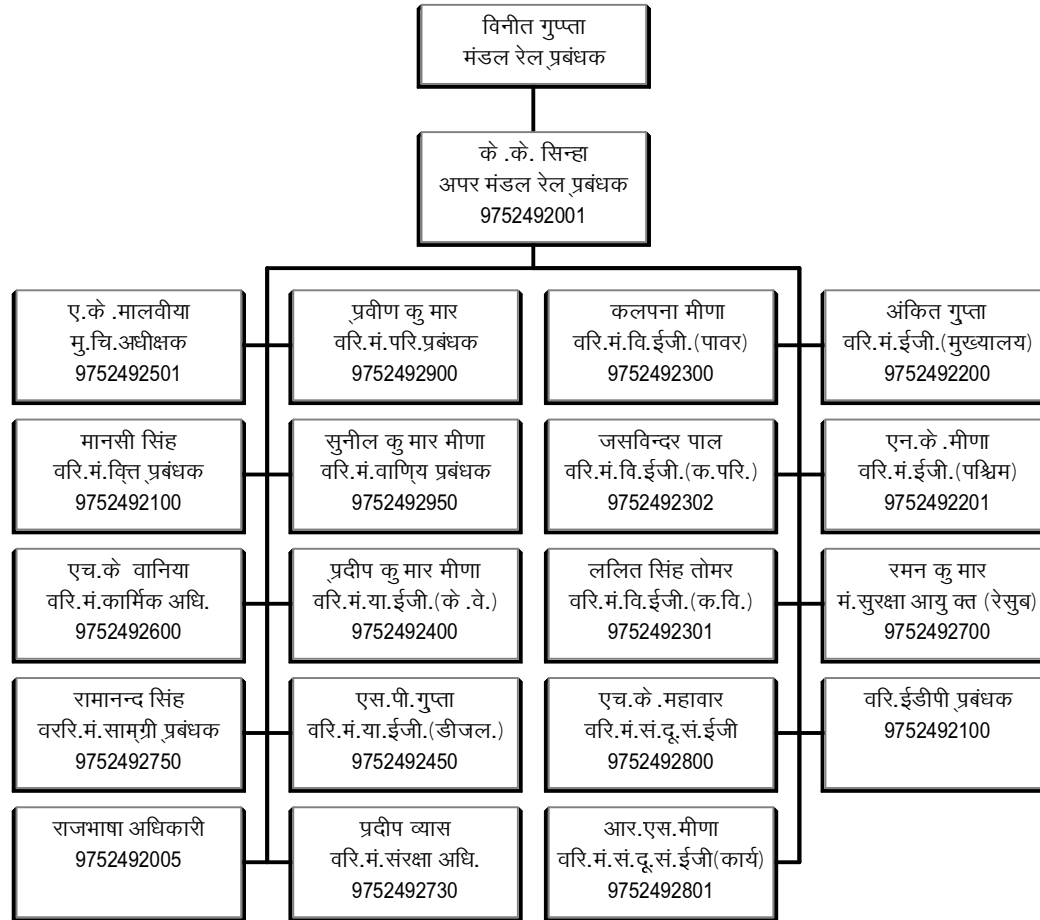 विनीत गुप्प्ता
मंडल रेल प्रबंधक
के .के. सिन्हा
अपर मंडल रेल प्रबंधक
9752492001
ए.के .मालवीया
मु.चि.अधीक्षक
9752492501
प्रवीण कु मार
वरि.मं.परि.प्रबंधक
9752492900
कलपना मीणा
वरि.मं.वि.ईजी.(पावर)
9752492300
अंकित गुप्ता
वरि.मं.ईजी.(मुख्यालय)
9752492200
मानसी सिंह
वरि.मं.वित्त प्रबंधक
9752492100
सुनील कु मार मीणा
वरि.मं.वाणि्य प्रबंधक
9752492950
जसविन्दर पाल
वरि.मं.वि.ईजी.(क.परि.)
9752492302
एन.के .मीणा
वरि.मं.ईजी.(पश्चिम)
9752492201
एच.के वानिया
वरि.मं.कार्मिक अधि.
9752492600
प्रदीप कु मार मीणा
वरि.मं.या.ईजी.(के .वे.)
9752492400
ललित सिंह तोमर
वरि.मं.वि.ईजी.(क.वि.)
9752492301
रमन कु मार
मं.सुरक्षा आयु क्त (रेसुब)
9752492700
रामानन्द सिंह
वररि.मं.सामग्री प्रबंधक
9752492750
एस.पी.गुप्ता
वरि.मं.या.ईजी.(डीजल.)
9752492450
एच.के .महावार
वरि.मं.सं.दू.सं.ईजी
9752492800
वरि.ईडीपी प्रबंधक
9752492100
राजभाषा अधिकारी
9752492005
प्रदीप व्यास
वरि.मं.संरक्षा अधि.
9752492730
आर.एस.मीणा
वरि.मं.सं.दू.सं.ईजी(कार्य)
9752492801